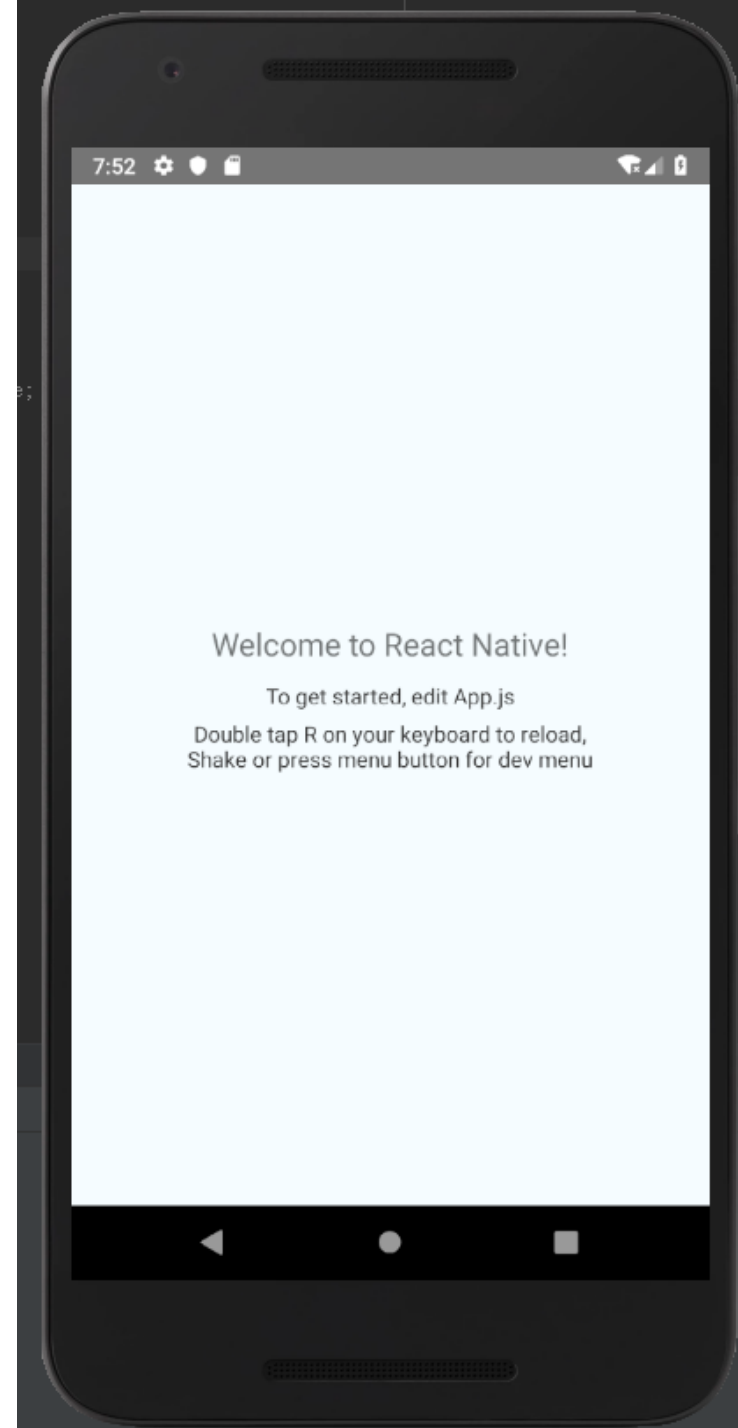 7:52
e;
Welcome to React Native!
To get started, edit App.js
Double tap R on your keyboard to reload,
Shake or press menu button for dev menu